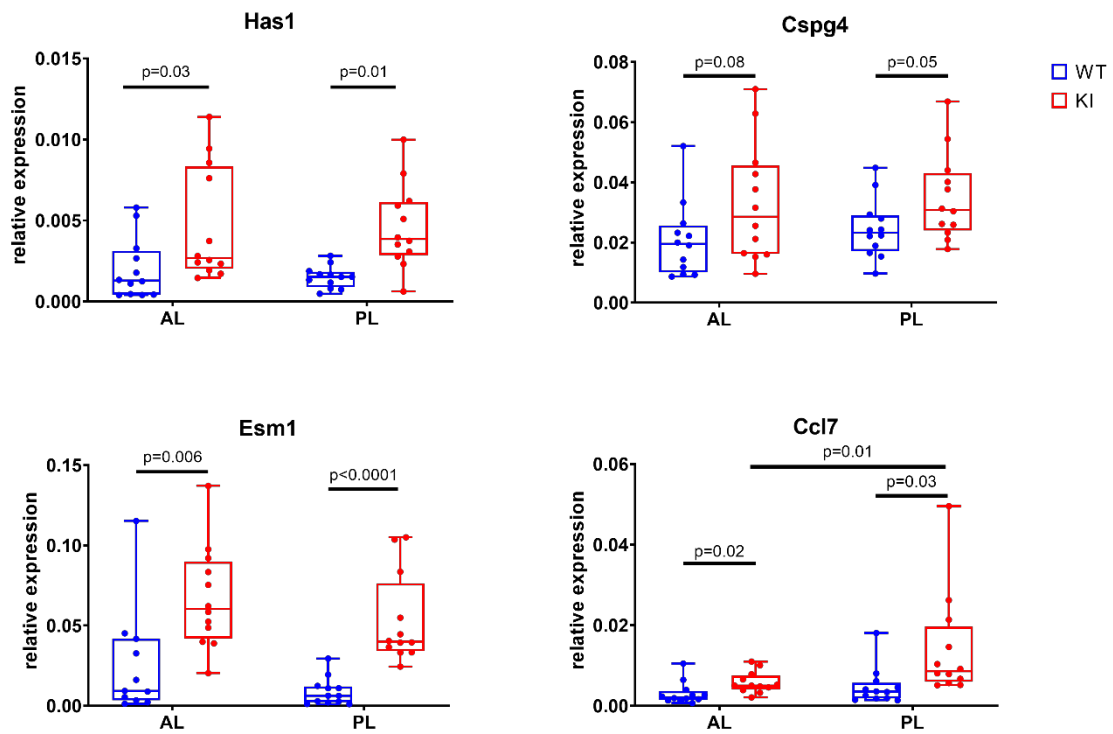 Has1
relative expression
0.015
0.010
0.005
0.000
p=0.03
p=0.01
AL
PL
Cspg4
relative expression
0.08
0.06
0.04
0.02
0.00
p=0.08
p=0.05
AL
PL
WT
KI
Esm1
relative expression
0.15
0.10
0.05
0.00
p=0.006
p<0.0001
AL
PL
Ccl7
relative expression
0.06
0.04
0.02
0.00
p=0.01
p=0.03
p=0.02
AL
PL